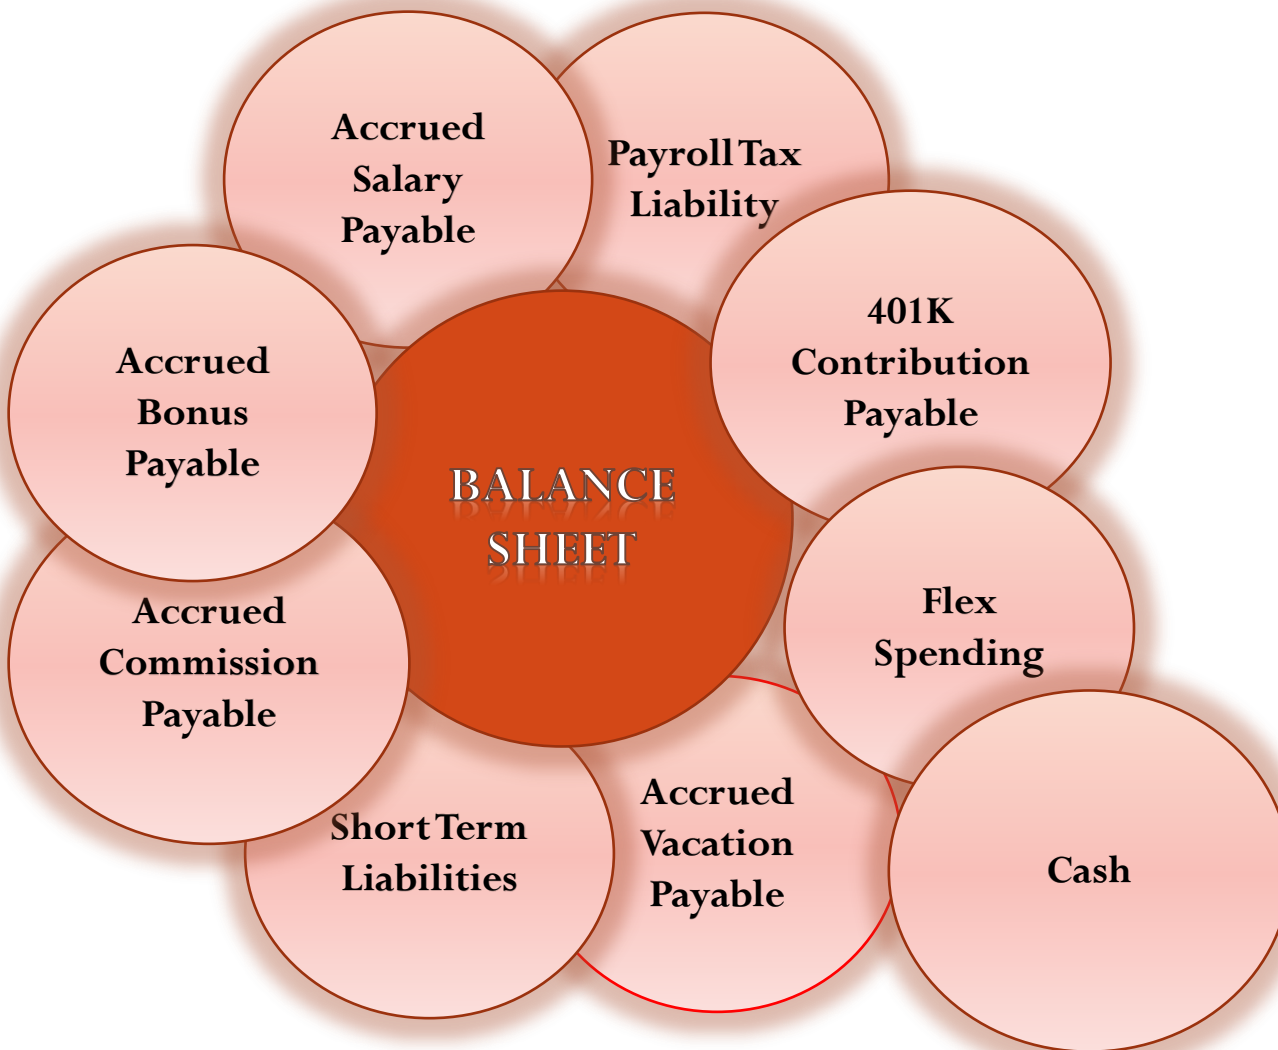 Accrued
Salary
Payable
Payroll Tax
Liability
401K
Contribution
Payable
Accrued
Bonus
Payable
BALANCE
SHEET
Flex
Spending
Accrued
Commission
Payable
Short Term
Liabilities
Accrued
Vacation
Payable
Cash